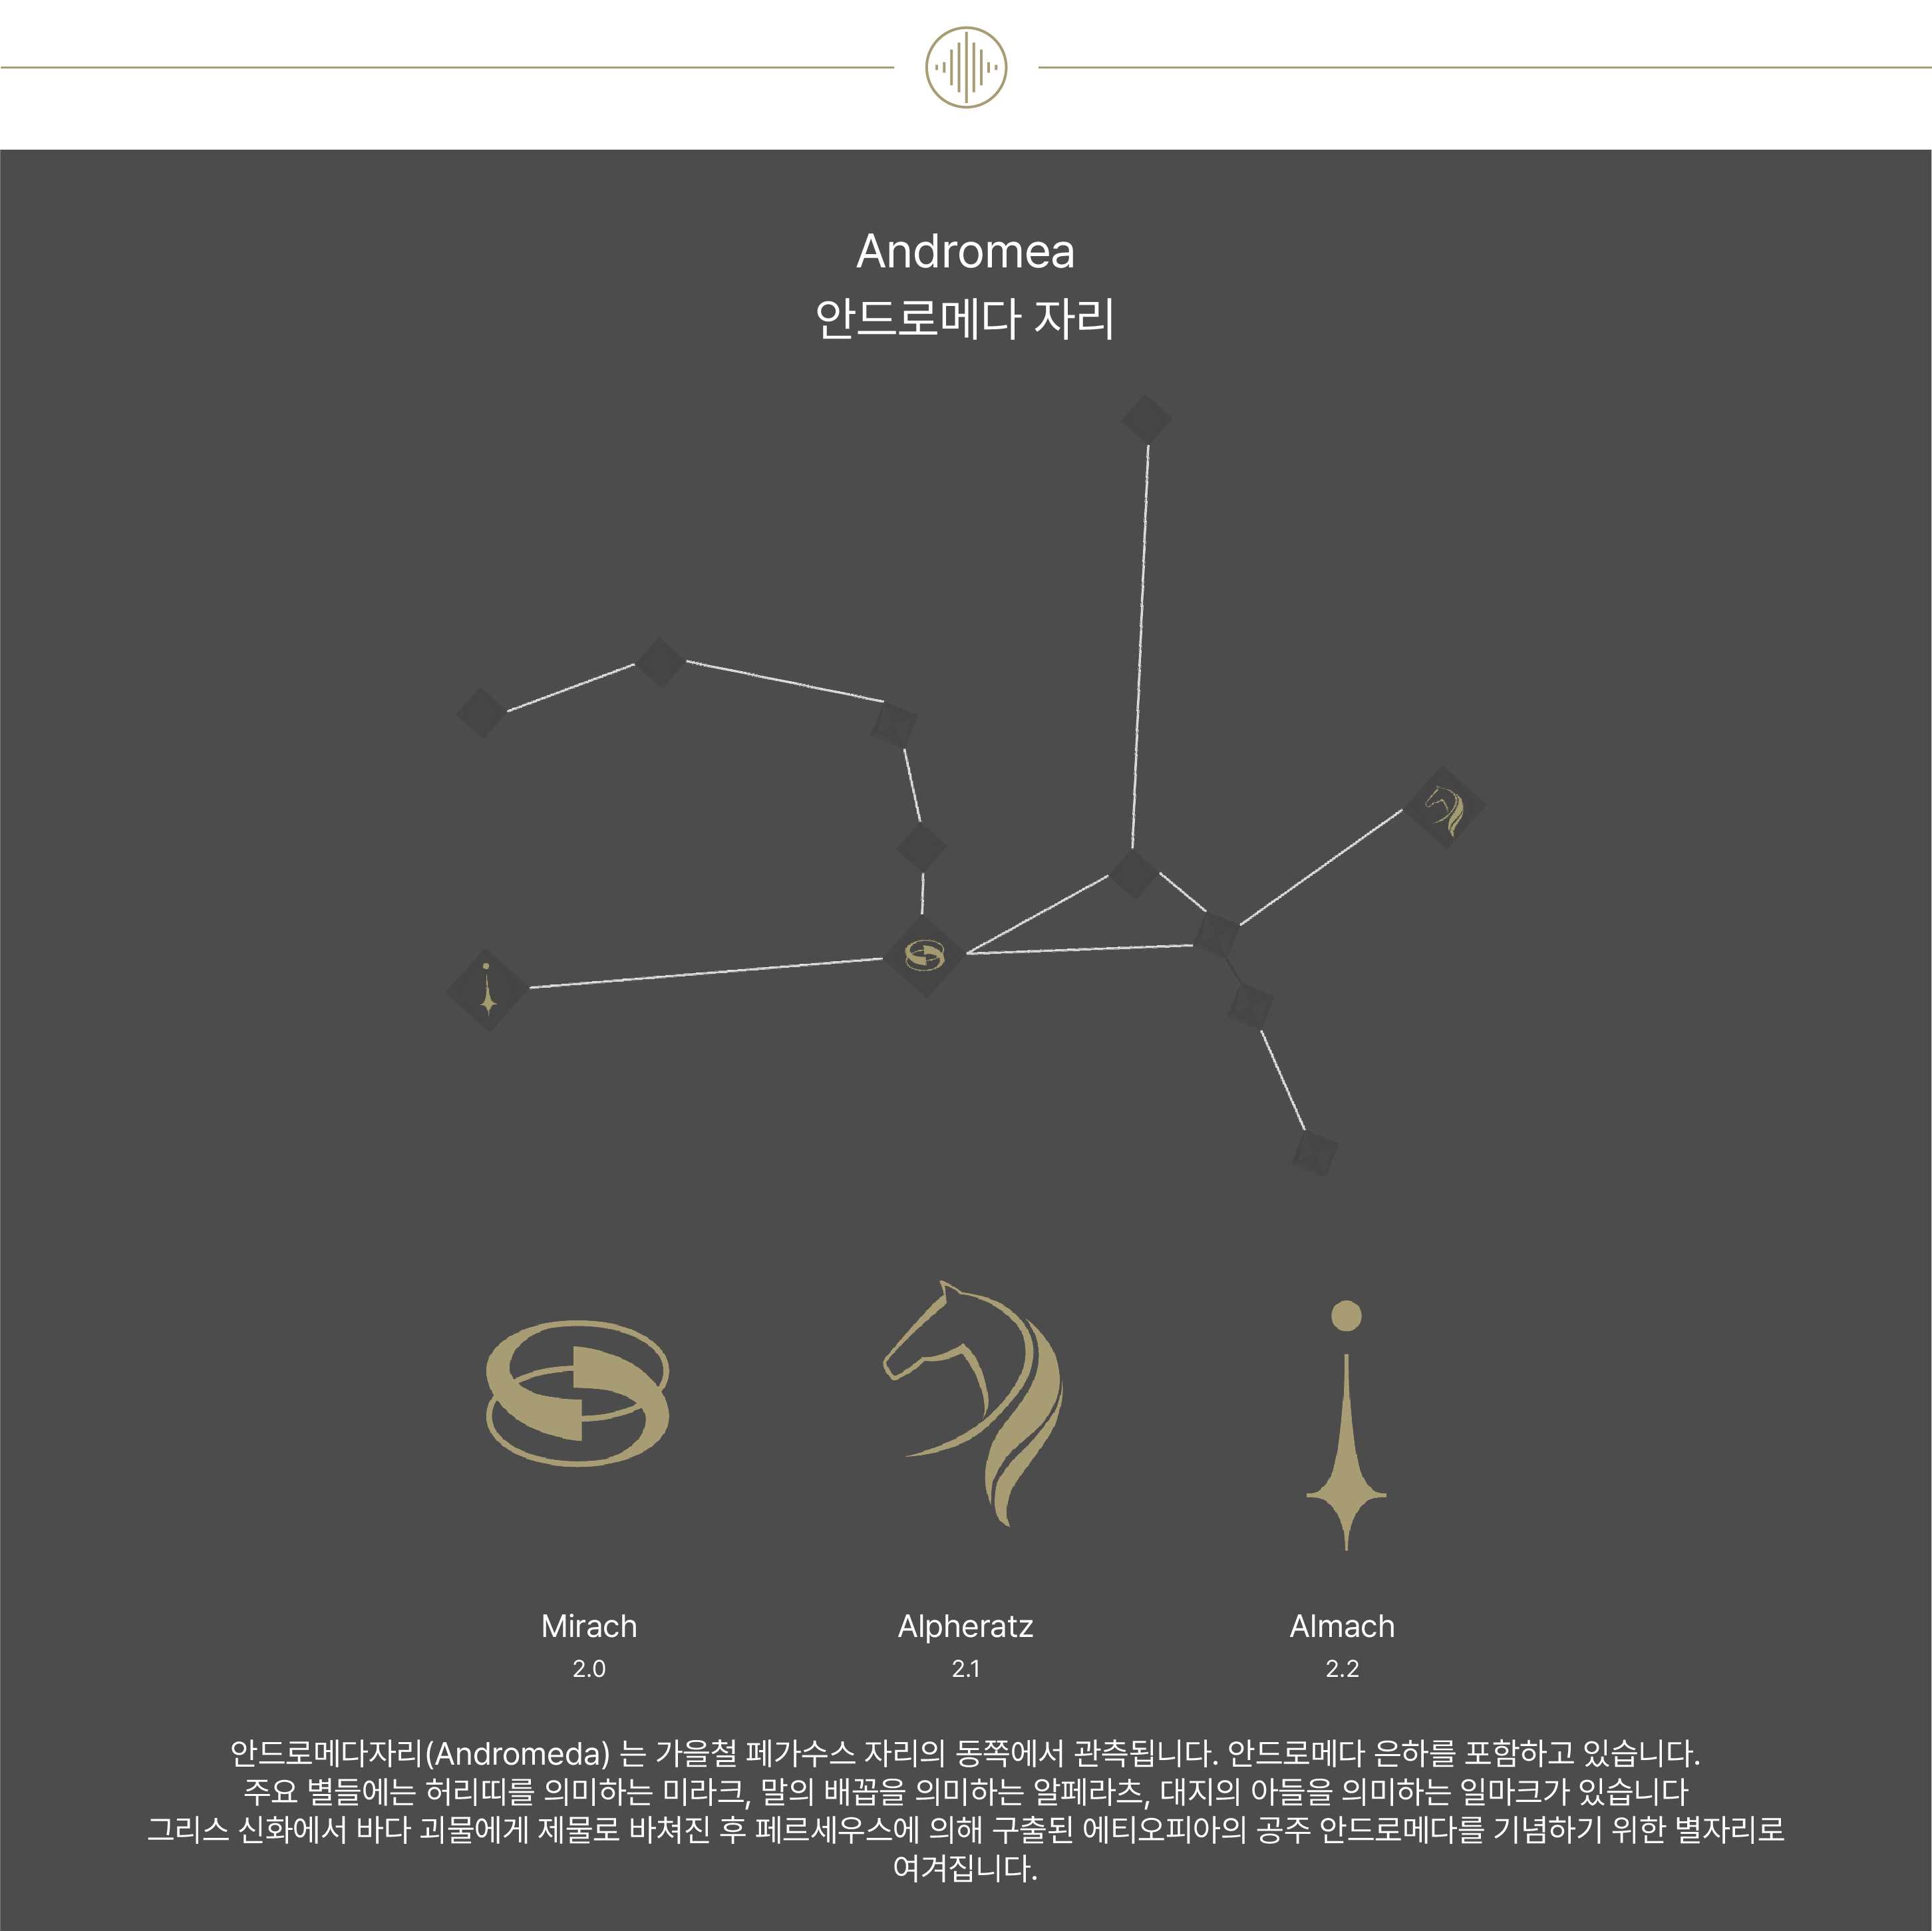 Andromea
안드로메다 자리
Mirach
Alpheratz
Almach
2.0
2.1
2.2
안드로메다자리(Andromeda) 는 가을철 페가수스 자리의 동쪽에서 관측됩니다. 안드로메다 은하를 포함하고 있습니다.
주요 별들에는 허리띠를 의미하는 미라크, 말의 배꼽을 의미하는 알페라츠, 대지의 아들을 의미하는 일마크가 있습니다
그리스 신화에서 바다 괴물에게 제물로 바쳐진 후 페르세우스에 의해 구출된 에티오피아의 공주 안드로메다를 기념하기 위한 별자리로
여겨집니다.